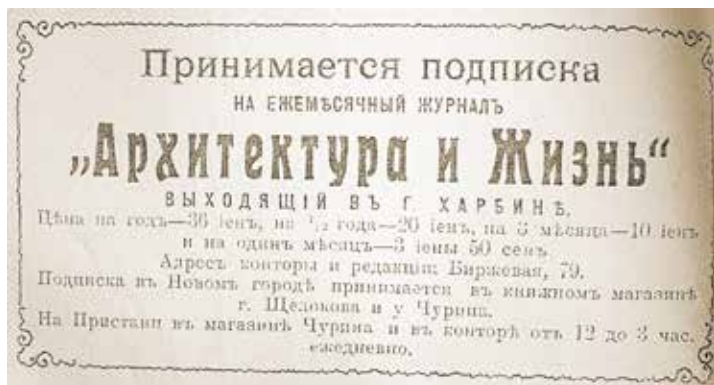 Принимается подписка
НА ЕЖЕМѢСЯЧНЫЙ ЖУРНАЛЪ
„Архитектура и Жизнь“
ВЫХОДЯЩІЙ ВЪ Г. ХАРБИНѢ.
Цѣна на годъ—36 іенъ, на ½ года—20 іенъ, на 3 мѣсяца—10 іенъ
и на одинъ мѣсяцъ—3 іены 50 сенъ
Адресъ конторы и редакціи: Биржевая, 79.
Подписка въ Новомъ городѣ принимается въ книжномъ магазинѣ
г. Щелокова и у Чурина.
На Пристани въ магазинѣ Чурина и въ конторѣ отъ 12 до 3 час.
ежедневно.